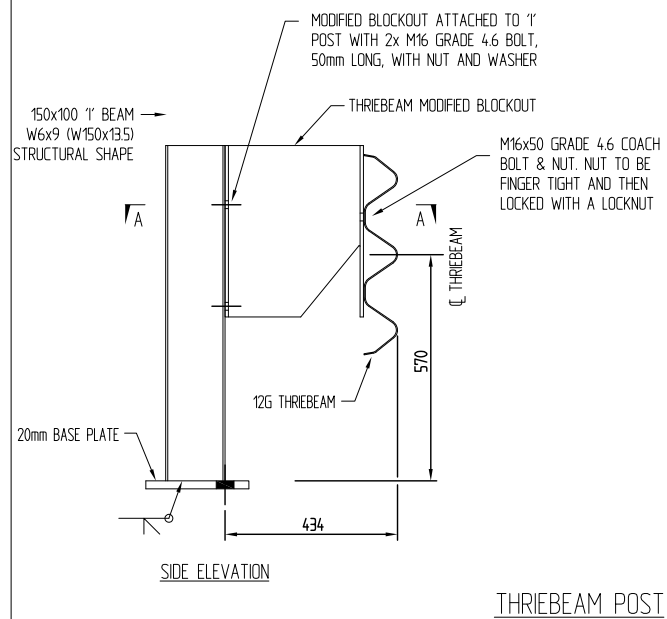 MODIFIED BLOCKOUT ATTACHED TO 'I'
POST WITH 2x M16 GRADE 4.6 BOLT,
50mm LONG, WITH NUT AND WASHER
THRIEBEAM MODIFIED BLOCKOUT
150x100 'I' BEAM
W6x9 (W150x13.5)
STRUCTURAL SHAPE
M16x50 GRADE 4.6 COACH
BOLT & NUT. NUT TO BE
FINGER TIGHT AND THEN
LOCKED WITH A LOCKNUT
A
A
℄ THRIEBEAM
570
12G THRIEBEAM
20mm BASE PLATE
434
SIDE ELEVATION
THRIEBEAM POST